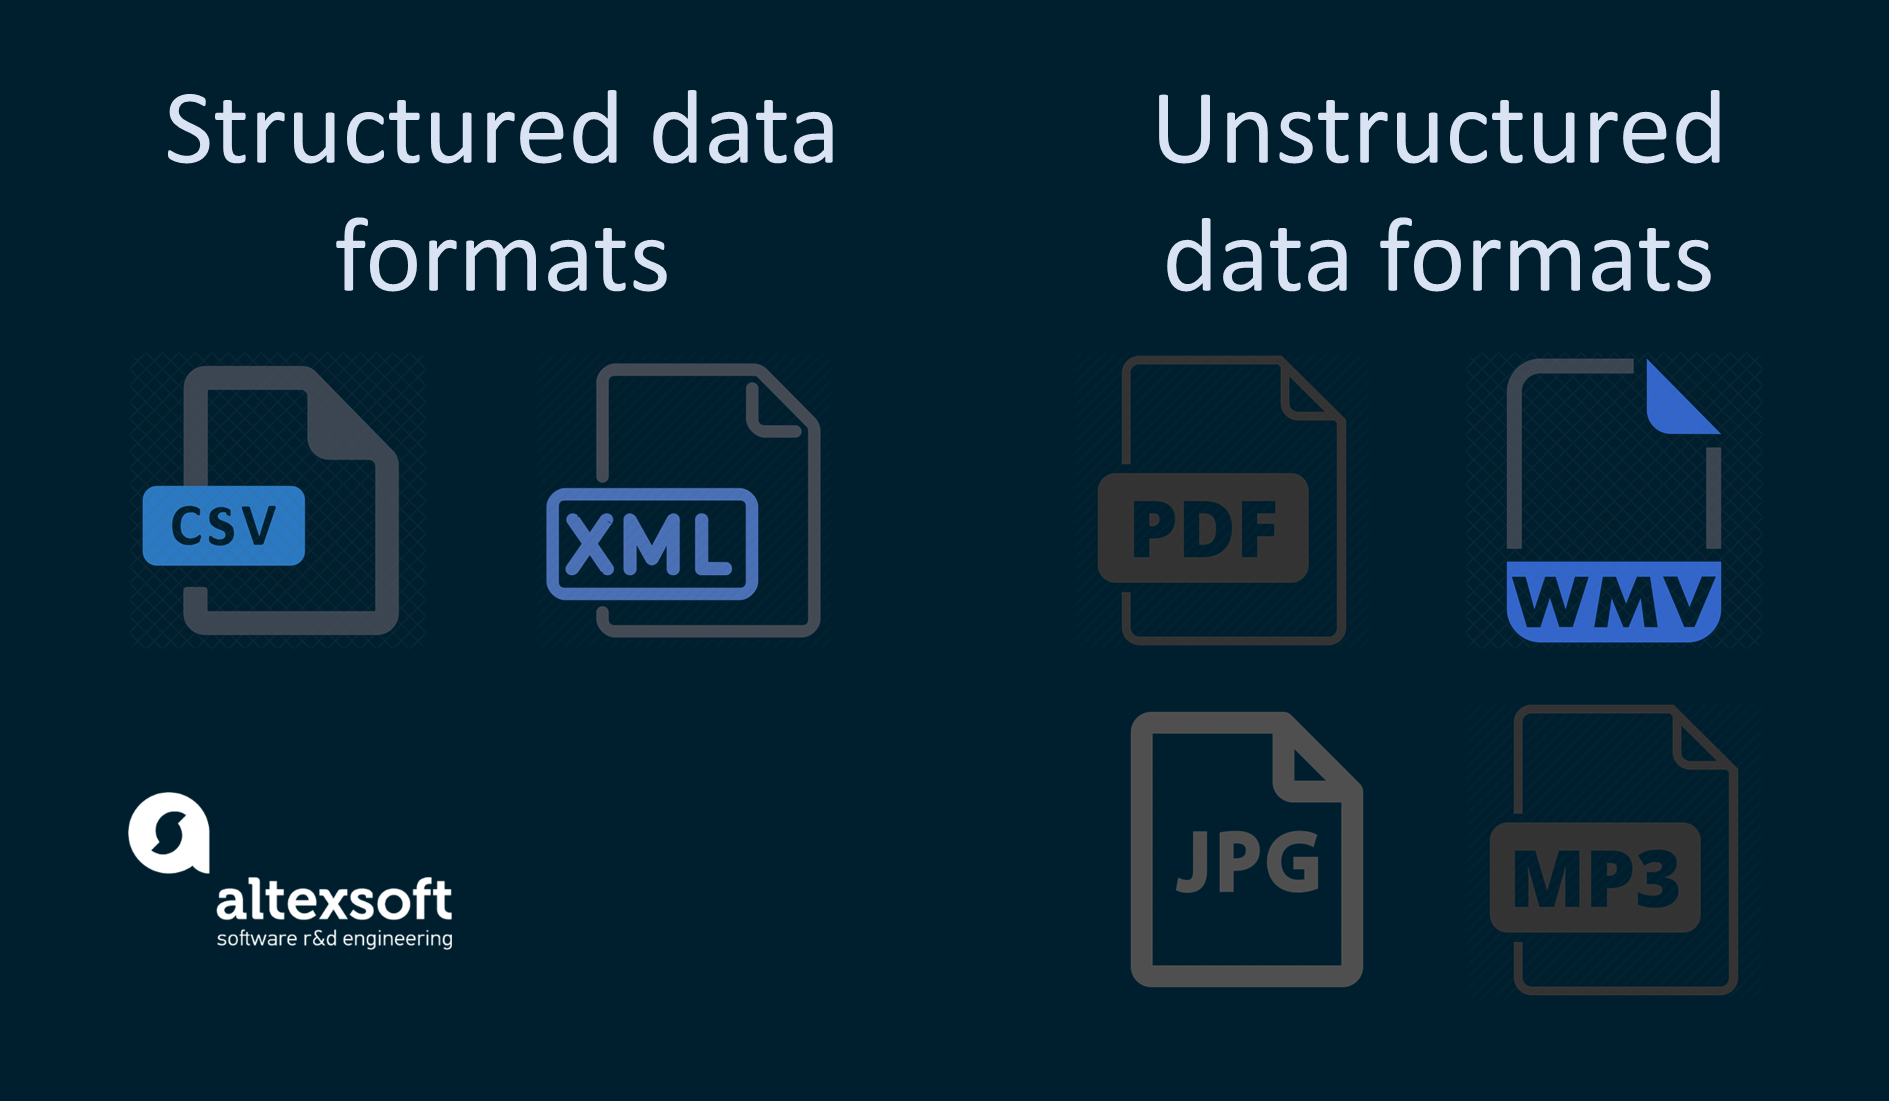 Structured data
formats
CSV
XML
Unstructured
data formats
PDF
WMV
JPG
MP3
altexsoft
software r&d engineering